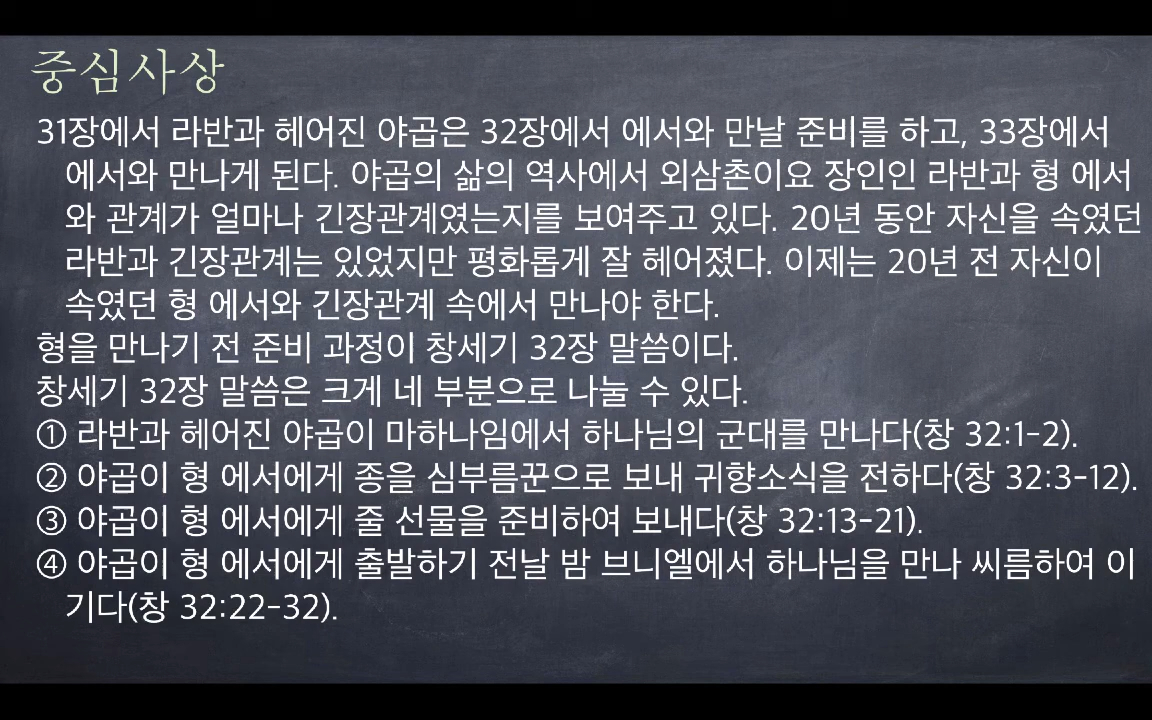 중심사상
31장에서 라반과 헤어진 야곱은 32장에서 에서와 만날 준비를 하고, 33장에서
에서와 만나게 된다. 야곱의 삶의 역사에서 외삼촌이요 장인인 라반과 형 에서
와 관계가 얼마나 긴장관계였는지를 보여주고 있다. 20년 동안 자신을 속였던
라반과 긴장관계는 있었지만 평화롭게 잘 헤어졌다. 이제는 20년 전 자신이
속였던 형 에서와 긴장관계 속에서 만나야 한다.
형을 만나기 전 준비 과정이 창세기 32장 말씀이다.
창세기 32장 말씀은 크게 네 부분으로 나눌 수 있다.
① 라반과 헤어진 야곱이 마하나임에서 하나님의 군대를 만나다(창 32:1-2).
② 야곱이 형 에서에게 종을 심부름꾼으로 보내 귀향소식을 전하다(창 32:3-12).
③ 야곱이 형 에서에게 줄 선물을 준비하여 보내다(창 32:13-21).
④ 야곱이 형 에서에게 출발하기 전날 밤 브니엘에서 하나님을 만나 씨름하여 이
기다(창 32:22-32).